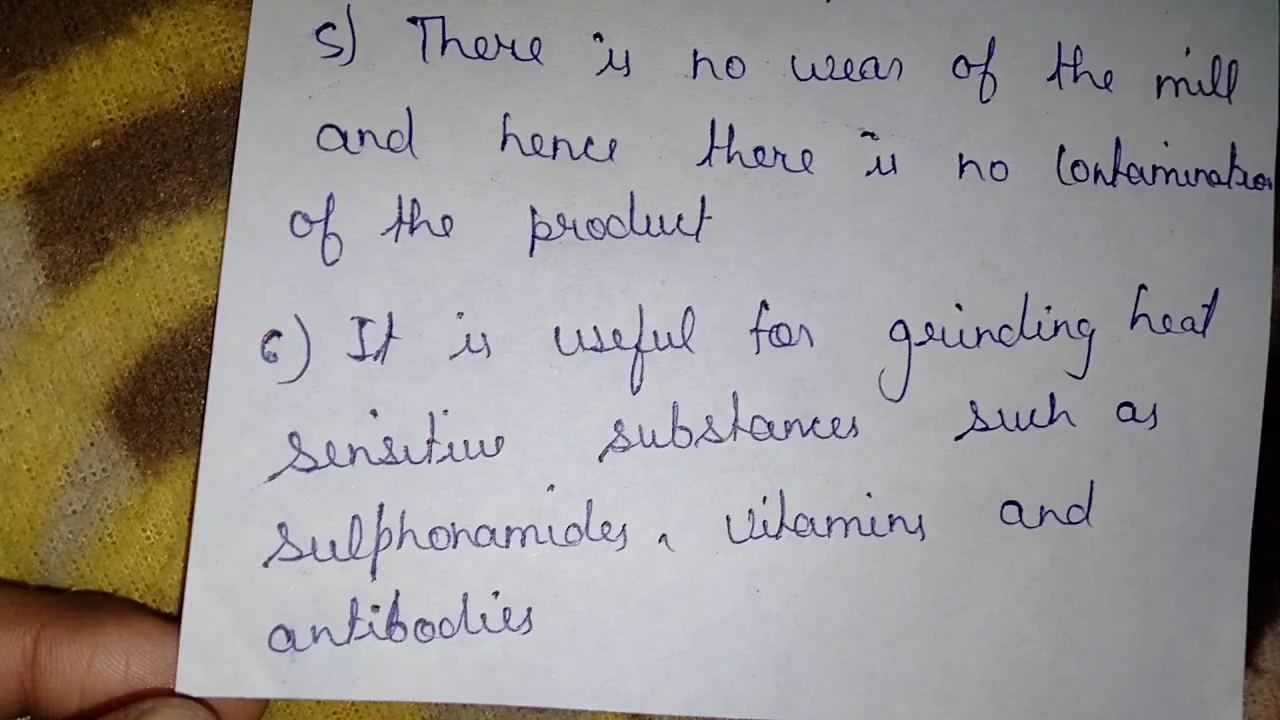 5) There is no wear of the mill
and hence there is no contamination
of the product
6) It is useful for grinding heat
sensitive substances such as
sulphonamides, vitamins and
antibodies